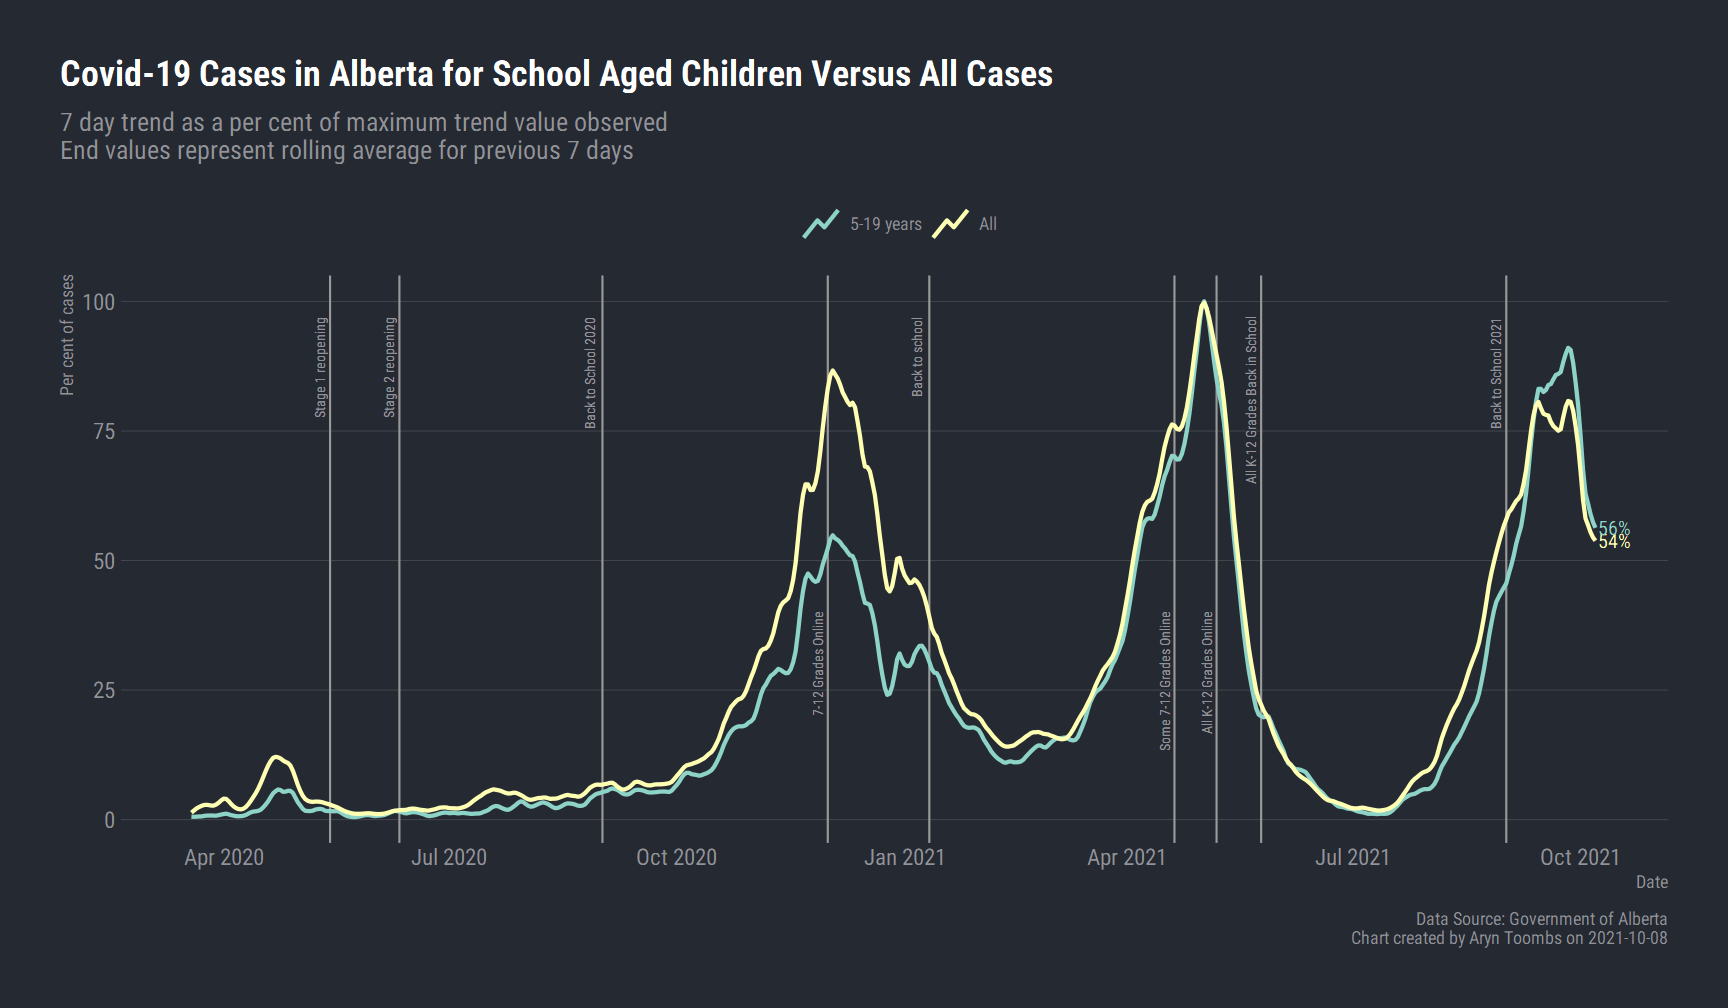 Covid-19 Cases in Alberta for School Aged Children Versus All Cases
7 day trend as a per cent of maximum trend value observed
End values represent rolling average for previous 7 days
5-19 years
All
Per cent of cases
100
75
50
25
0
Stage 1 reopening
Stage 2 reopening
Back to School 2020
7-12 Grades Online
Back to school
Some 7-12 Grades Online
All K-12 Grades Online
All K-12 Grades Back in School
Back to School 2021
56%
54%
Apr 2020
Jul 2020
Oct 2020
Jan 2021
Apr 2021
Jul 2021
Oct 2021
Date
Data Source: Government of Alberta
Chart created by Aryn Toombs on 2021-10-08